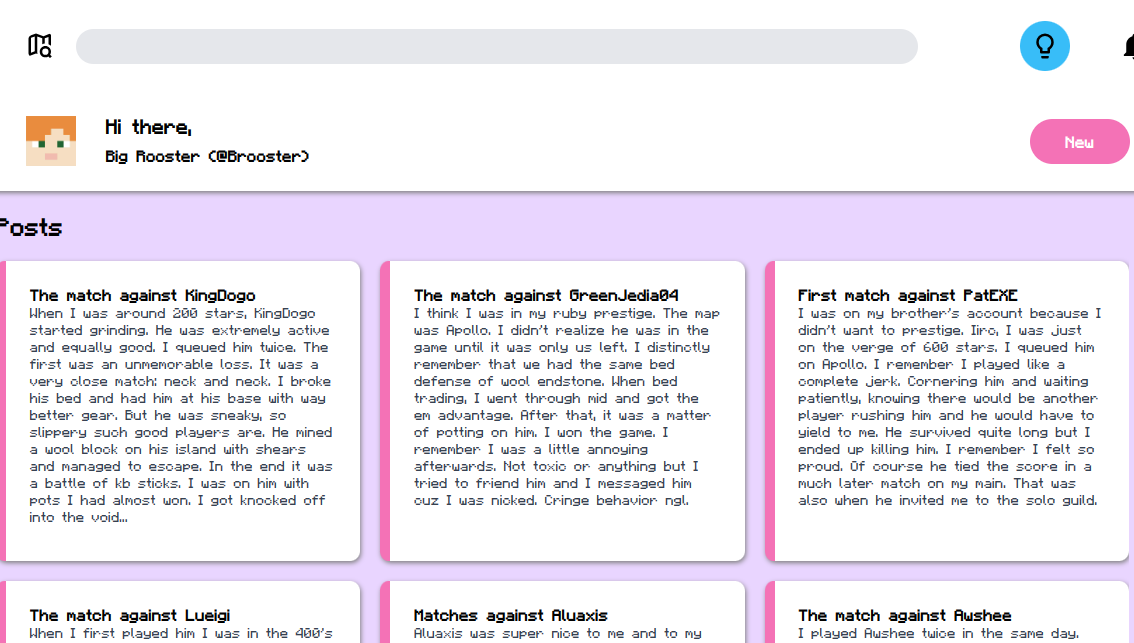 Hi there,
Big Rooster (@Brooster)
New
Posts
The match against KingDogo
When I was around 200 stars, KingDogo
started grinding. He was extremely active
and equally good. I queued him twice. The
first was an unmemorable loss. It was a
very close match: neck and neck. I broke
his bed and had him at his base with way
better gear. But he was sneaky, so
slippery such good players are. He mined
a wool block on his island with shears
and managed to escape. In the end it was
a battle of kb sticks. I was on him with
pots I had almost won. I got knocked off
into the void...
The match against GreenJedia04
I think I was in my ruby prestige. The map
was Apollo. I didn't realize he was in the
game until it was only us left. I distinctly
remember that we had the same bed
defense of wool endstone. When bed
trading, I went through mid and got the
em advantage. After that, it was a matter
of potting on him. I won the game. I
remember I was a little annoying
afterwards. Not toxic or anything but I
tried to friend him and I messaged him
cuz I was nicked. Cringe behavior ngl.
First match against PatEXE
I was on my brother's account because I
didn't want to prestige. Iirc, I was just
on the verge of 600 stars. I queued him
on Apollo. I remember I played like a
complete jerk. Cornering him and waiting
patiently, knowing there would be another
player rushing him and he would have to
yield to me. He survived quite long but I
ended up killing him. I remember I felt so
proud. Of course he tied the score in a
much later match on my main. That was
also when he invited me to the solo guild.
The match against Lueigi
When I first played him I was in the 400's
Matches against Aluaxis
Aluaxis was super nice to me and to my
The match against Awshee
I played Awshee twice in the same day.